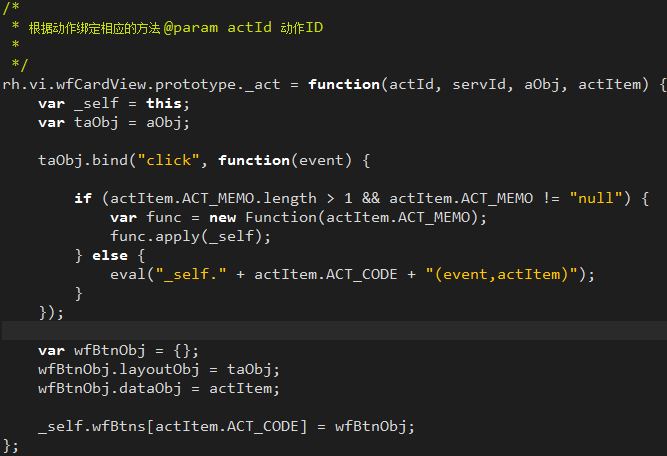 /*
 * 根据动作绑定相应的方法 @param actId 动作ID
 *
 */
rh.vi.wfCardView.prototype._act = function(actId, servId, aObj, actItem) {
    var _self = this;
    var taObj = aObj;

    taObj.bind("click", function(event) {

        if (actItem.ACT_MEMO.length > 1 && actItem.ACT_MEMO != "null") {
            var func = new Function(actItem.ACT_MEMO);
            func.apply(_self);
        } else {
            eval("_self." + actItem.ACT_CODE + "(event,actItem)");
        }
    });

    var wfBtnObj = {};
    wfBtnObj.layoutObj = taObj;
    wfBtnObj.dataObj = actItem;

    _self.wfBtns[actItem.ACT_CODE] = wfBtnObj;
};